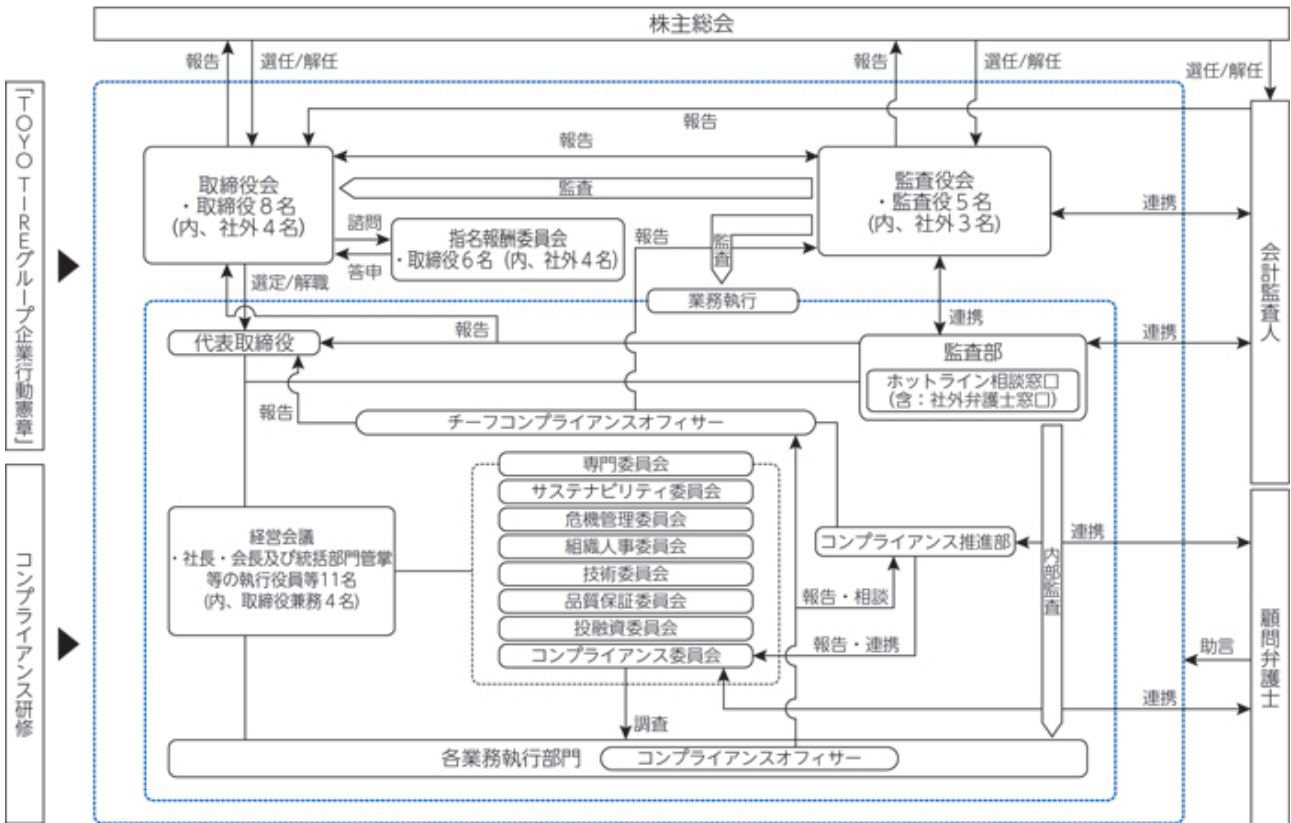 株主総会
報告
選任/解任
報告
選任/解任
選任/解任
「TOYO TIREグループ企業行動憲章」
コンプライアンス研修
報告
報告
取締役会
・取締役8名
(内、社外4名)
監査
監査役会
・監査役5名
(内、社外3名)
連携
会計監査人
諮問
答申
指名報酬委員会
・取締役6名（内、社外4名）
報告
監査
選定/解職
業務執行
代表取締役
報告
連携
監査部
ホットライン相談窓口
(含：社外弁護士窓口)
連携
報告
チーフコンプライアンスオフィサー
専門委員会
サステナビリティ委員会
危機管理委員会
組織人事委員会
技術委員会
品質保証委員会
投融資委員会
コンプライアンス委員会
経営会議
・社長・会長及び統括部門管掌
等の執行役員等11名
(内、取締役兼務4名)
コンプライアンス推進部
連携
内部監査
報告・相談
報告・連携
助言
顧問弁護士
連携
調査
各業務執行部門
コンプライアンスオフィサー